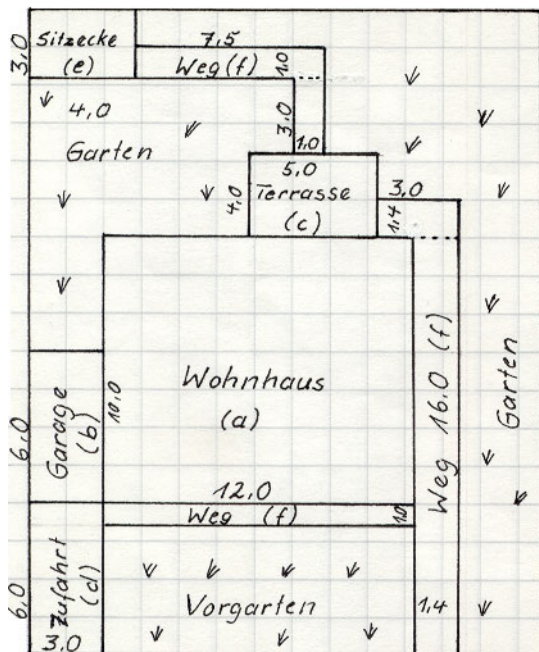 Sitzecke
(e)
3,0
7,5
Weg (f)
1,0
4,0
Garten
3,0
1,0
5,0
Terrasse
(c)
4,0
3,0
1,4
Wohnhaus
(a)
10,0
Garage
(b)
6,0
Weg 16.0 (f)
Garten
12,0
Weg (f)
1,0
Zufahrt
(d)
6,0
3,0
Vorgarten
1,4